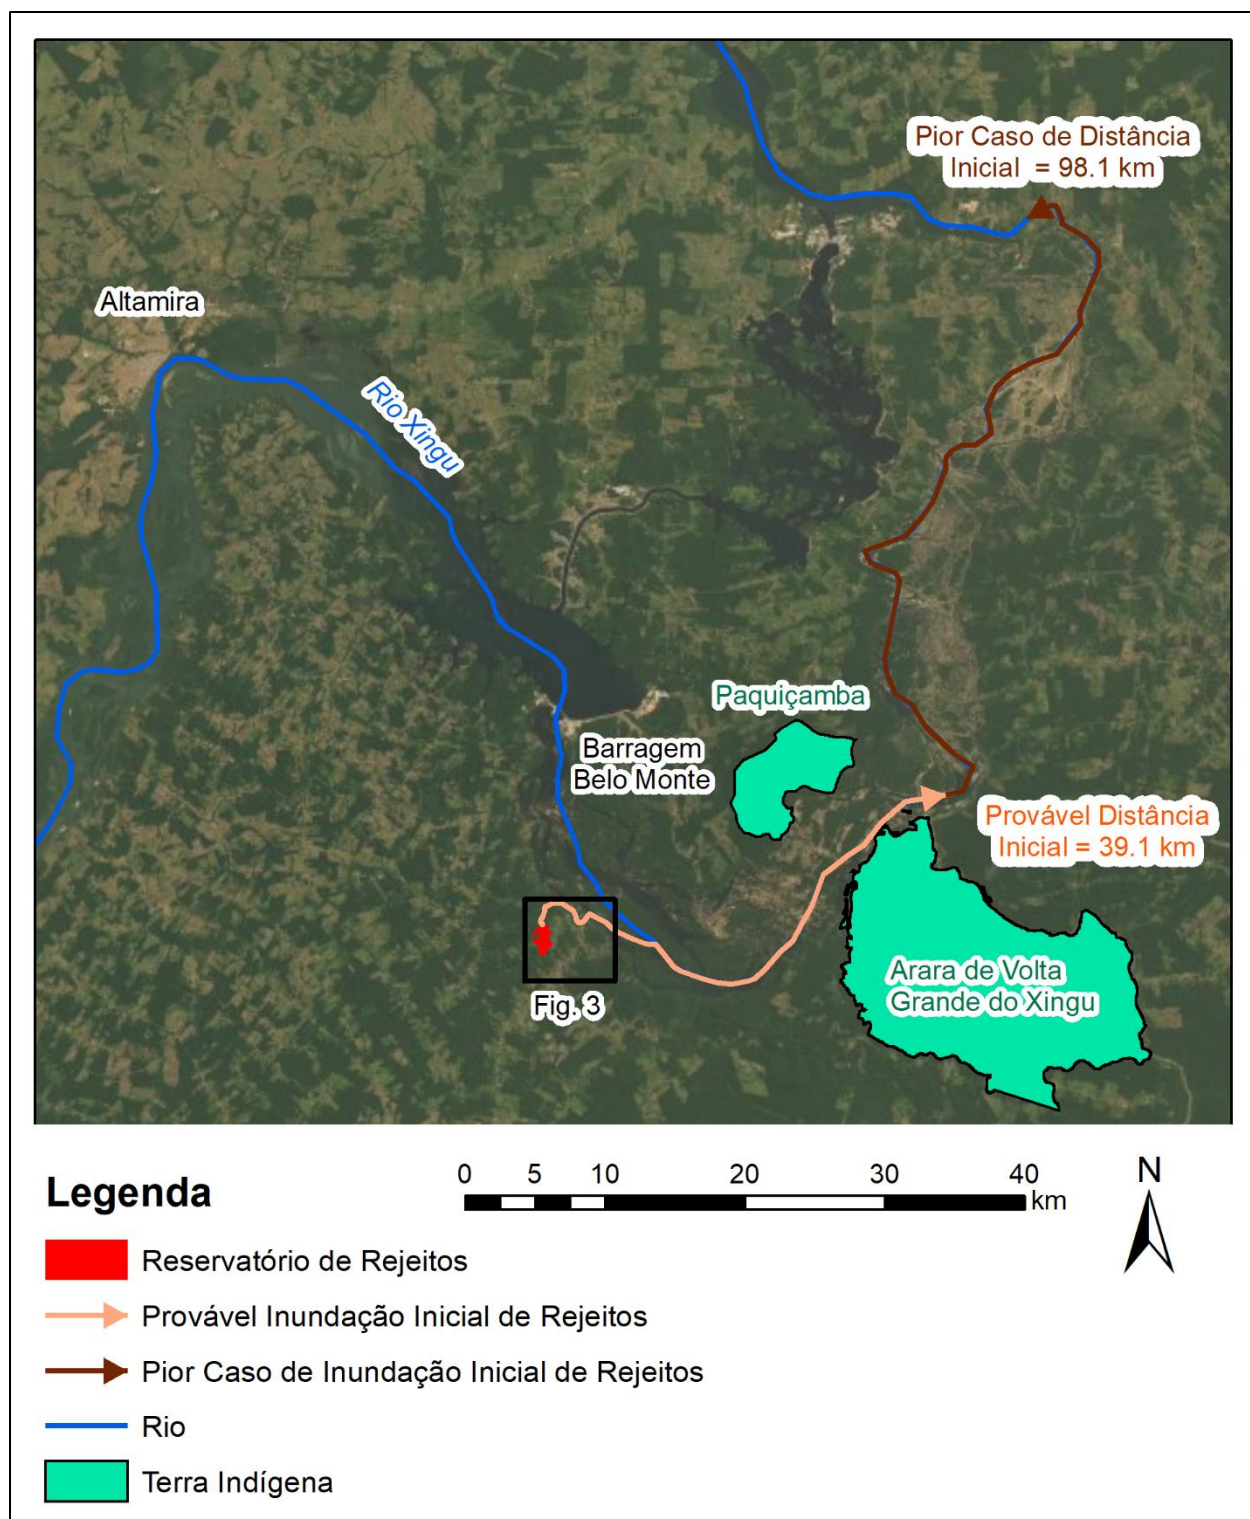 Pior Caso de Distância
Inicial = 98.1 km
Altamira
Rio Xingu
Paquiçamba
Barragem
Belo Monte
Provável Distância
Inicial = 39.1 km
Arara de Volta
Grande do Xingu
Fig. 3
Legenda
0 5 10 20 30 40
km
N
Reservatório de Rejeitos
Provável Inundação Inicial de Rejeitos
Pior Caso de Inundação Inicial de Rejeitos
Rio
Terra Indígena